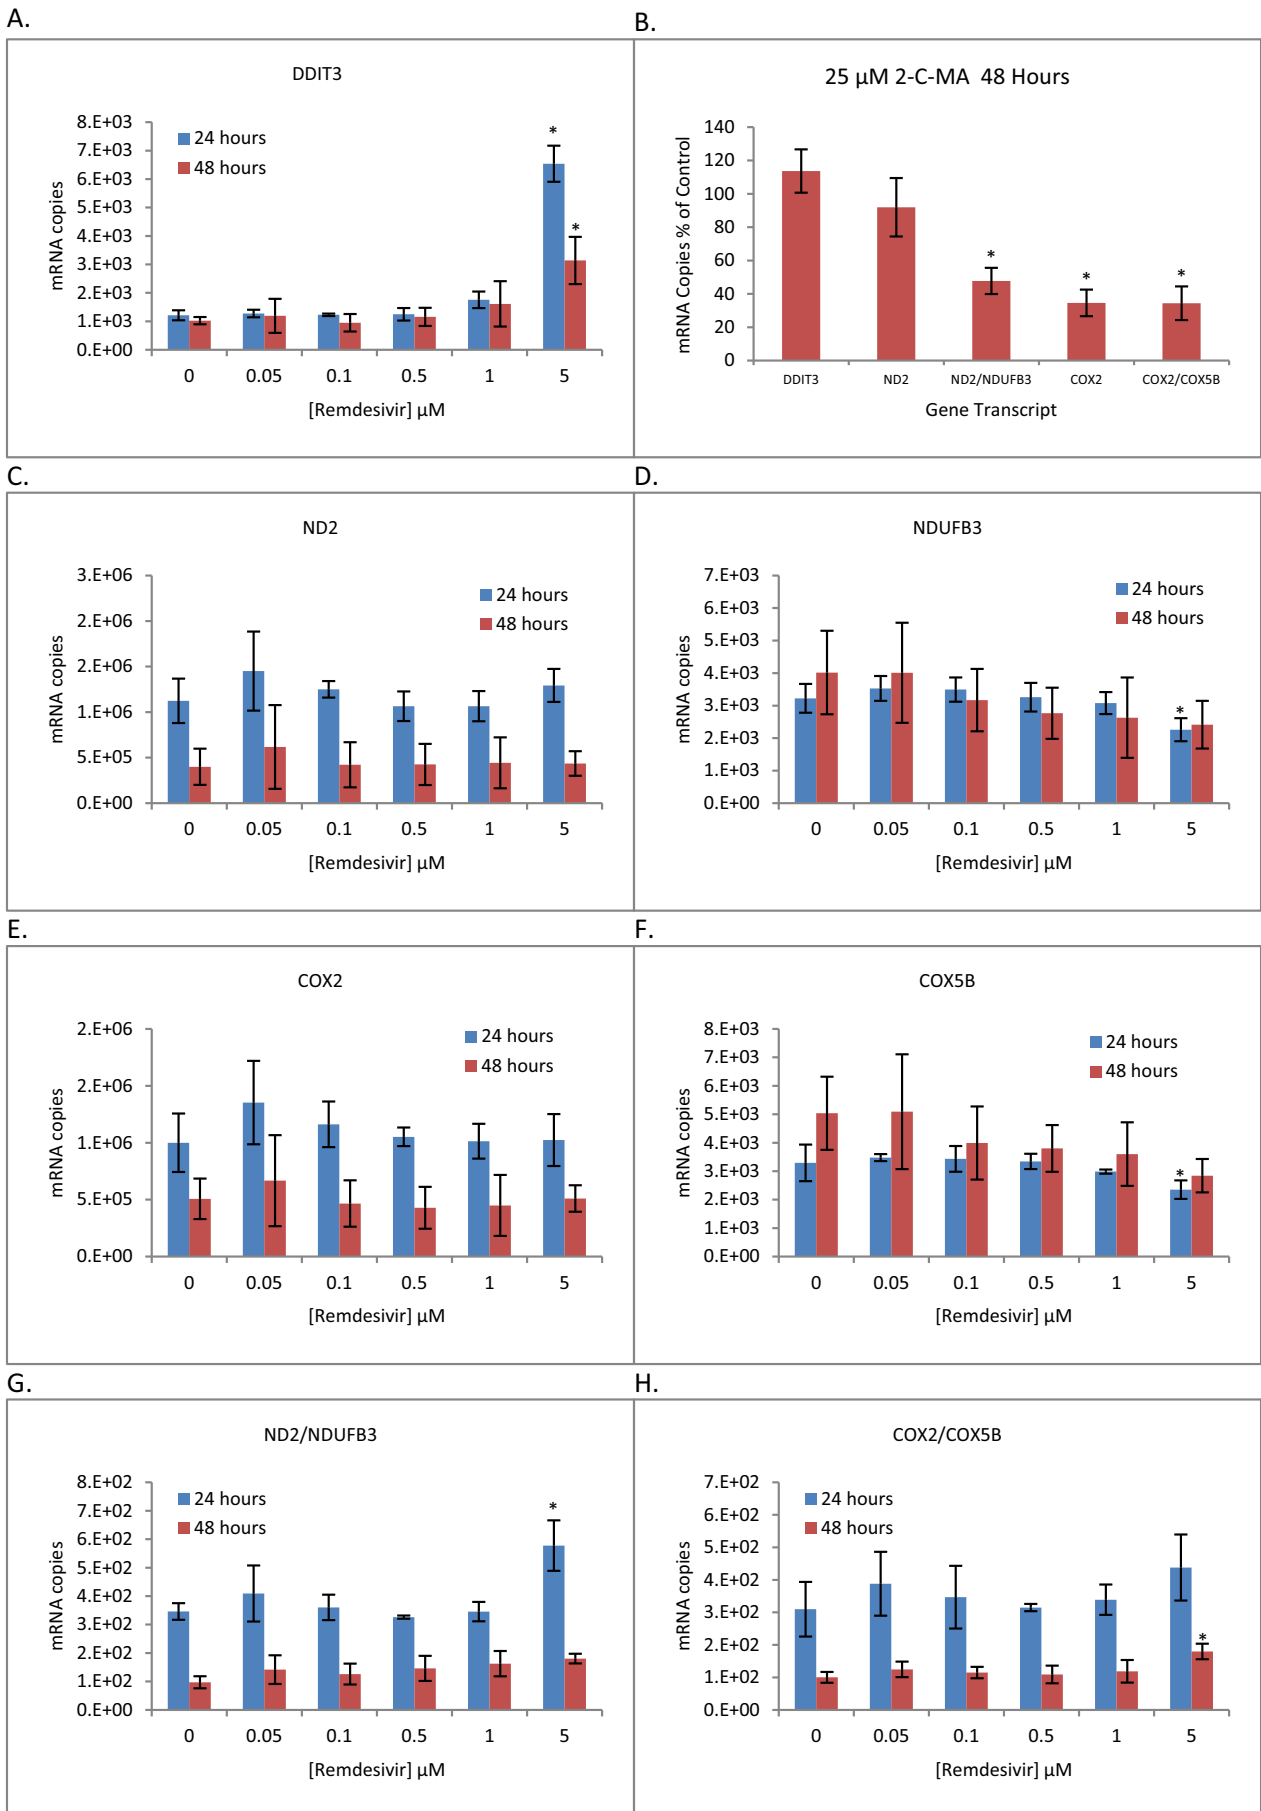 A.
DDIT3
8.E+03
7.E+03
6.E+03
5.E+03
4.E+03
3.E+03
2.E+03
1.E+03
0.E+00
mRNA copies
24 hours
48 hours
*
*
0 0.05 0.1 0.5 1 5
[Remdesivir] µM
B.
25 µM 2-C-MA 48 Hours
140
120
100
80
60
40
20
0
mRNA Copies % of Control
* * *
DDIT3 ND2 ND2/NDUFB3 COX2 COX2/COX5B
Gene Transcript
C.
ND2
3.E+06
2.E+06
2.E+06
1.E+06
5.E+05
0.E+00
mRNA copies
24 hours
48 hours
0 0.05 0.1 0.5 1 5
[Remdesivir] µM
D.
NDUFB3
7.E+03
6.E+03
5.E+03
4.E+03
3.E+03
2.E+03
1.E+03
0.E+00
mRNA copies
24 hours
48 hours
*
0 0.05 0.1 0.5 1 5
[Remdesivir] µM
E.
COX2
2.E+06
2.E+06
1.E+06
5.E+05
0.E+00
mRNA copies
24 hours
48 hours
0 0.05 0.1 0.5 1 5
[Remdesivir] µM
F.
COX5B
8.E+03
7.E+03
6.E+03
5.E+03
4.E+03
3.E+03
2.E+03
1.E+03
0.E+00
mRNA copies
24 hours
48 hours
*
0 0.05 0.1 0.5 1 5
[Remdesivir] µM
G.
ND2/NDUFB3
8.E+02
7.E+02
6.E+02
5.E+02
4.E+02
3.E+02
2.E+02
1.E+02
0.E+00
mRNA copies
24 hours
48 hours
*
0 0.05 0.1 0.5 1 5
[Remdesivir] µM
H.
COX2/COX5B
7.E+02
6.E+02
5.E+02
4.E+02
3.E+02
2.E+02
1.E+02
0.E+00
mRNA copies
24 hours
48 hours
*
0 0.05 0.1 0.5 1 5
[Remdesivir] µM